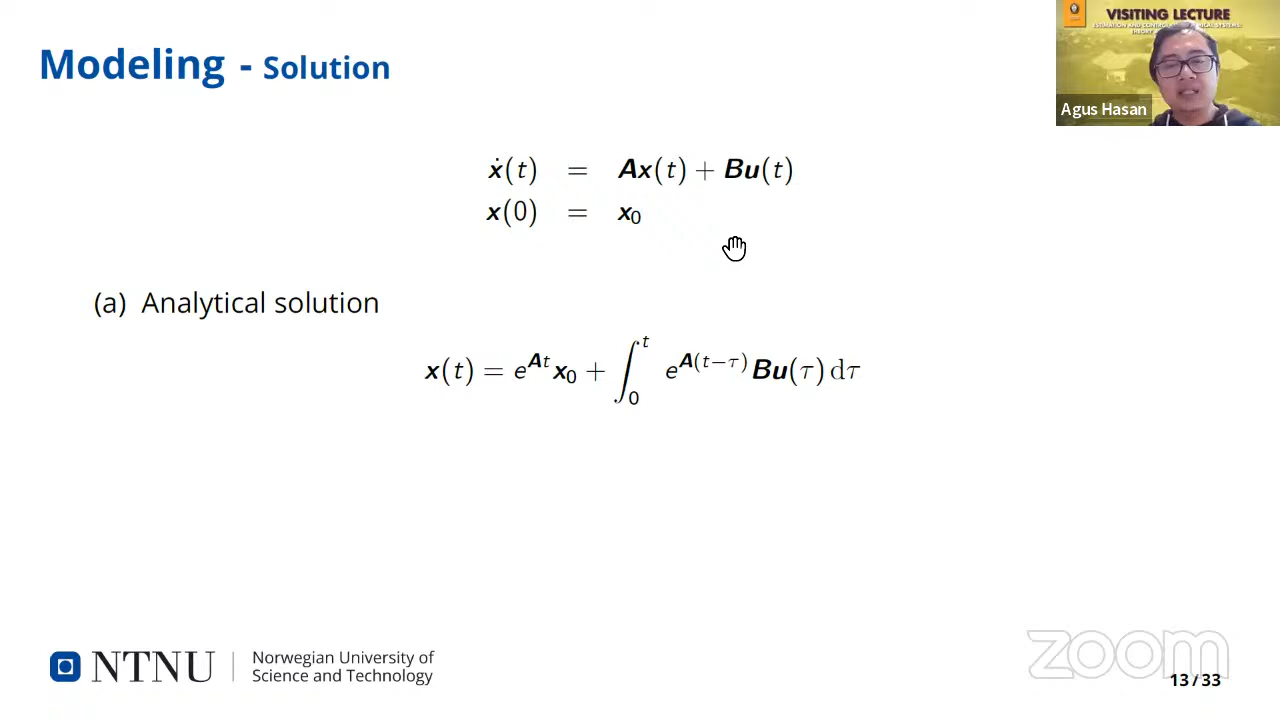 Modeling - Solution
VISITING LECTURE
Agus Hasan
ẋ(t) = Ax(t) + Bu(t)
x(0) = x₀
(a) Analytical solution
x(t) = e^{At}x₀ + ∫₀ᵗ e^{A(t−τ)}Bu(τ) dτ
NTNU
Norwegian University of
Science and Technology
zoom
13 / 33